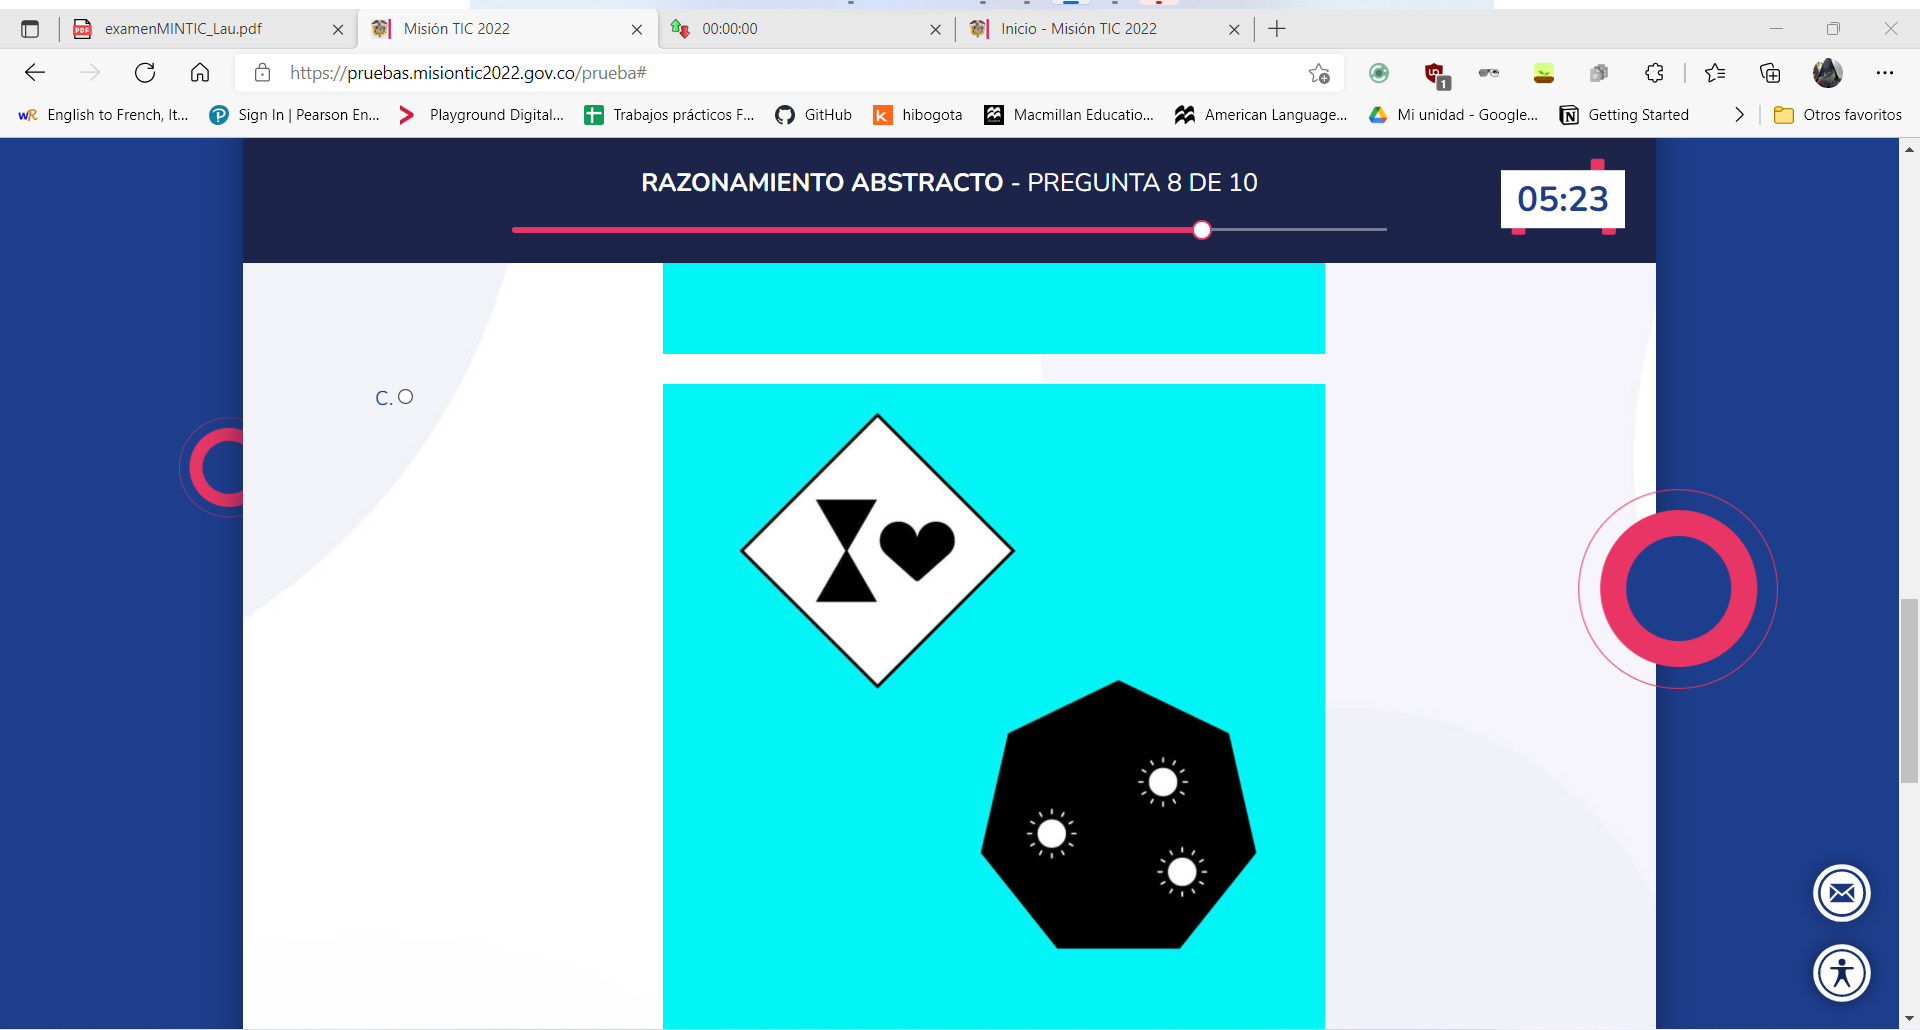 examenMINTIC_Lau.pdf
Misión TIC 2022
00:00:00
Inicio - Misión TIC 2022
https://pruebas.misiontic2022.gov.co/prueba#
1
English to French, It...
Sign In | Pearson En...
Playground Digital...
Trabajos prácticos F...
GitHub
hibogota
Macmillan Educatio...
American Language...
Mi unidad - Google...
Getting Started
Otros favoritos
RAZONAMIENTO ABSTRACTO - PREGUNTA 8 DE 10
05:23
C.